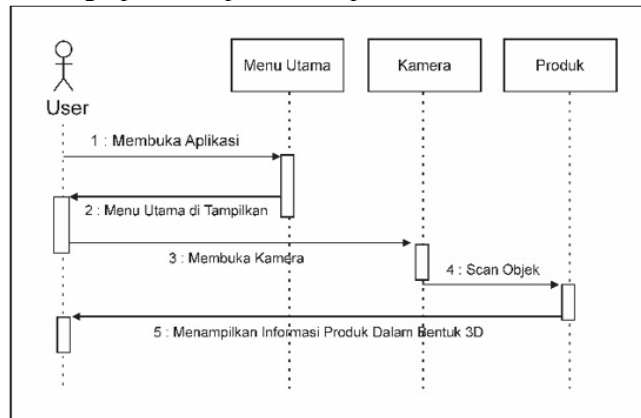 Menu Utama
Kamera
Produk
User
1 : Membuka Aplikasi
2 : Menu Utama di Tampilkan
3 : Membuka Kamera
4 : Scan Objek
5 : Menampilkan Informasi Produk Dalam Bentuk 3D